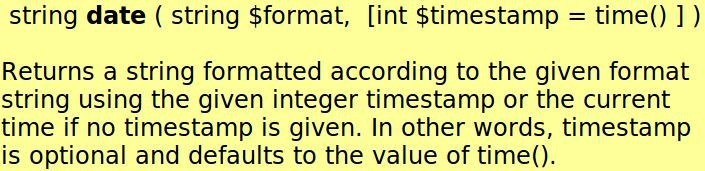 string date ( string $format,  [int $timestamp = time() ] )
Returns a string formatted according to the given format
string using the given integer timestamp or the current
time if no timestamp is given. In other words, timestamp
is optional and defaults to the value of time().